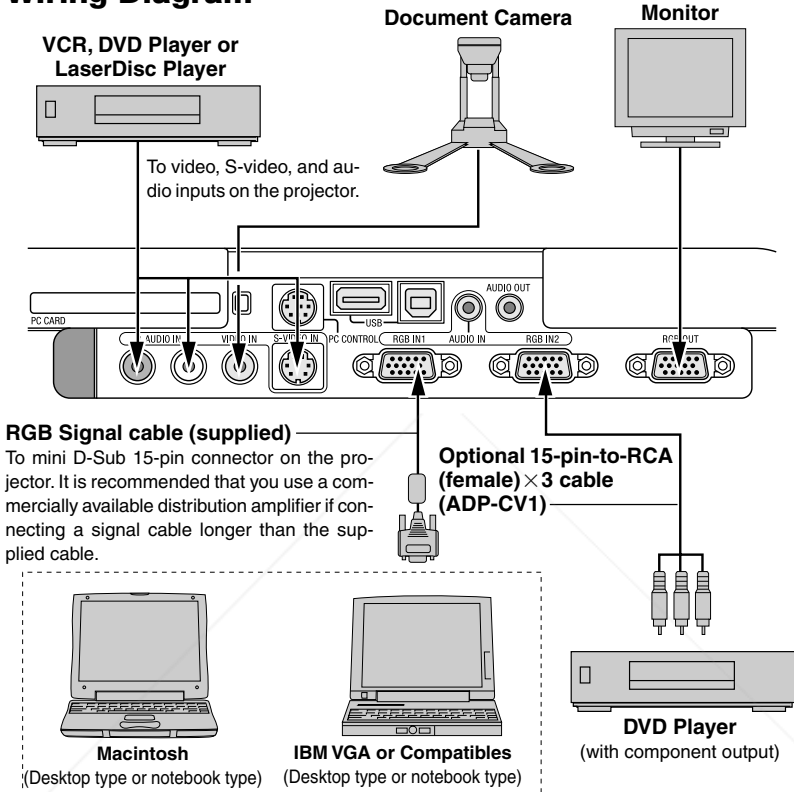 Wiring Diagram
Document Camera
Monitor
VCR, DVD Player or
LaserDisc Player
To video, S-video, and au-
dio inputs on the projector.
AUDIO OUT
USB
PC CARD
AUDIO IN
VIDEO IN
S-VIDEO IN
PC CONTROL
RGB IN1
AUDIO IN
RGB IN2
RGB OUT
RGB Signal cable (supplied)
To mini D-Sub 15-pin connector on the pro-
jector. It is recommended that you use a com-
mercially available distribution amplifier if con-
necting a signal cable longer than the sup-
plied cable.
Optional 15-pin-to-RCA
(female)×3 cable
(ADP-CV1)
Macintosh
(Desktop type or notebook type)
IBM VGA or Compatibles
(Desktop type or notebook type)
DVD Player
(with component output)